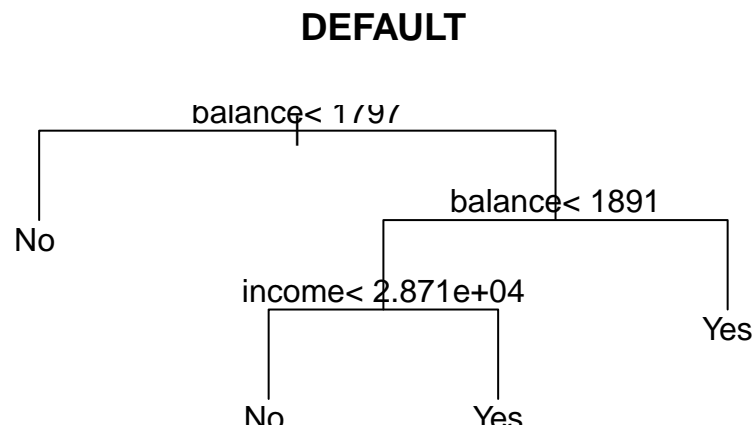 DEFAULT
balance< 1797
balance< 1891
No
income< 2.871e+04
Yes
No Yes